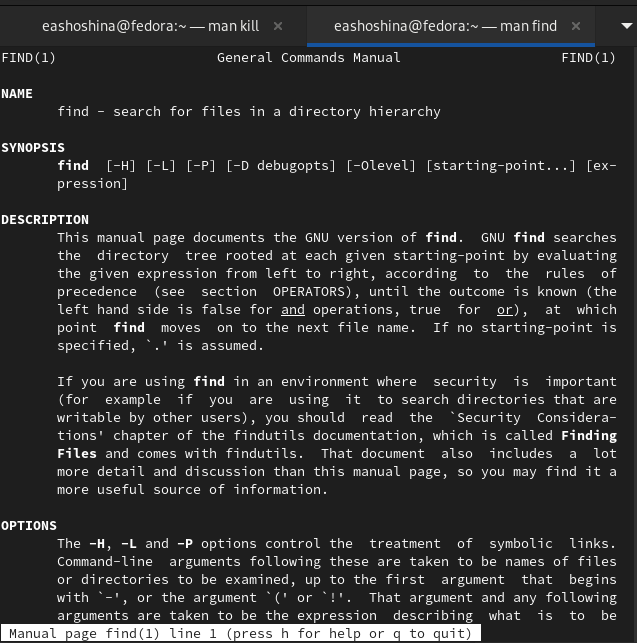 eashoshina@fedora:~ — man kill × eashoshina@fedora:~ — man find ×
FIND(1) General Commands Manual FIND(1)
NAME
find - search for files in a directory hierarchy
SYNOPSIS
find [-H] [-L] [-P] [-D debugopts] [-Olevel] [starting-point...] [ex-
pression]
DESCRIPTION
This manual page documents the GNU version of find. GNU find searches
the directory tree rooted at each given starting-point by evaluating
the given expression from left to right, according to the rules of
precedence (see section OPERATORS), until the outcome is known (the
left hand side is false for and operations, true for or), at which
point find moves on to the next file name. If no starting-point is
specified, `.' is assumed.
If you are using find in an environment where security is important
(for example if you are using it to search directories that are
writable by other users), you should read the `Security Considera-
tions' chapter of the findutils documentation, which is called Finding
Files and comes with findutils. That document also includes a lot
more detail and discussion than this manual page, so you may find it a
more useful source of information.
OPTIONS
The -H, -L and -P options control the treatment of symbolic links.
Command-line arguments following these are taken to be names of files
or directories to be examined, up to the first argument that begins
with `-', or the argument `(' or `!'. That argument and any following
arguments are taken to be the expression describing what is to be
Manual page find(1) line 1 (press h for help or q to quit)